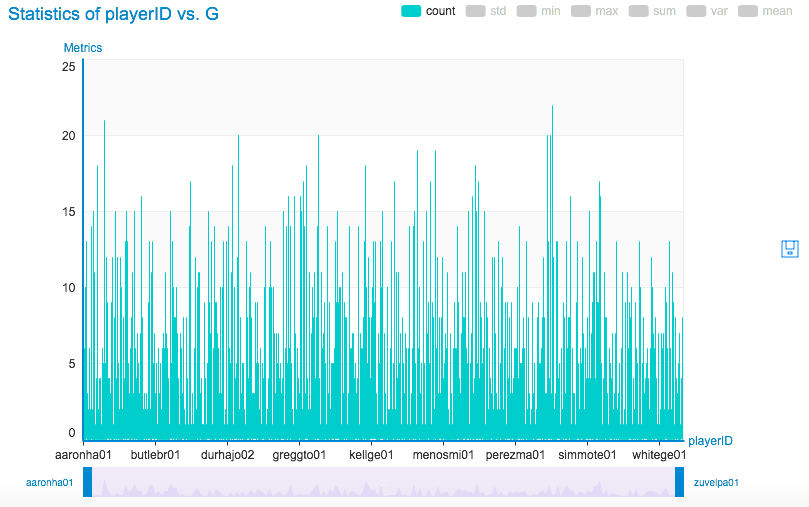 Statistics of playerID vs. G
count std min max sum var mean
Metrics
25
20
15
10
5
0
playerID
aaronha01 butlebr01 durhajo02 greggto01 kellge01 menosmi01 perezma01 simmote01 whitege01
aaronha01 zuvelpa01